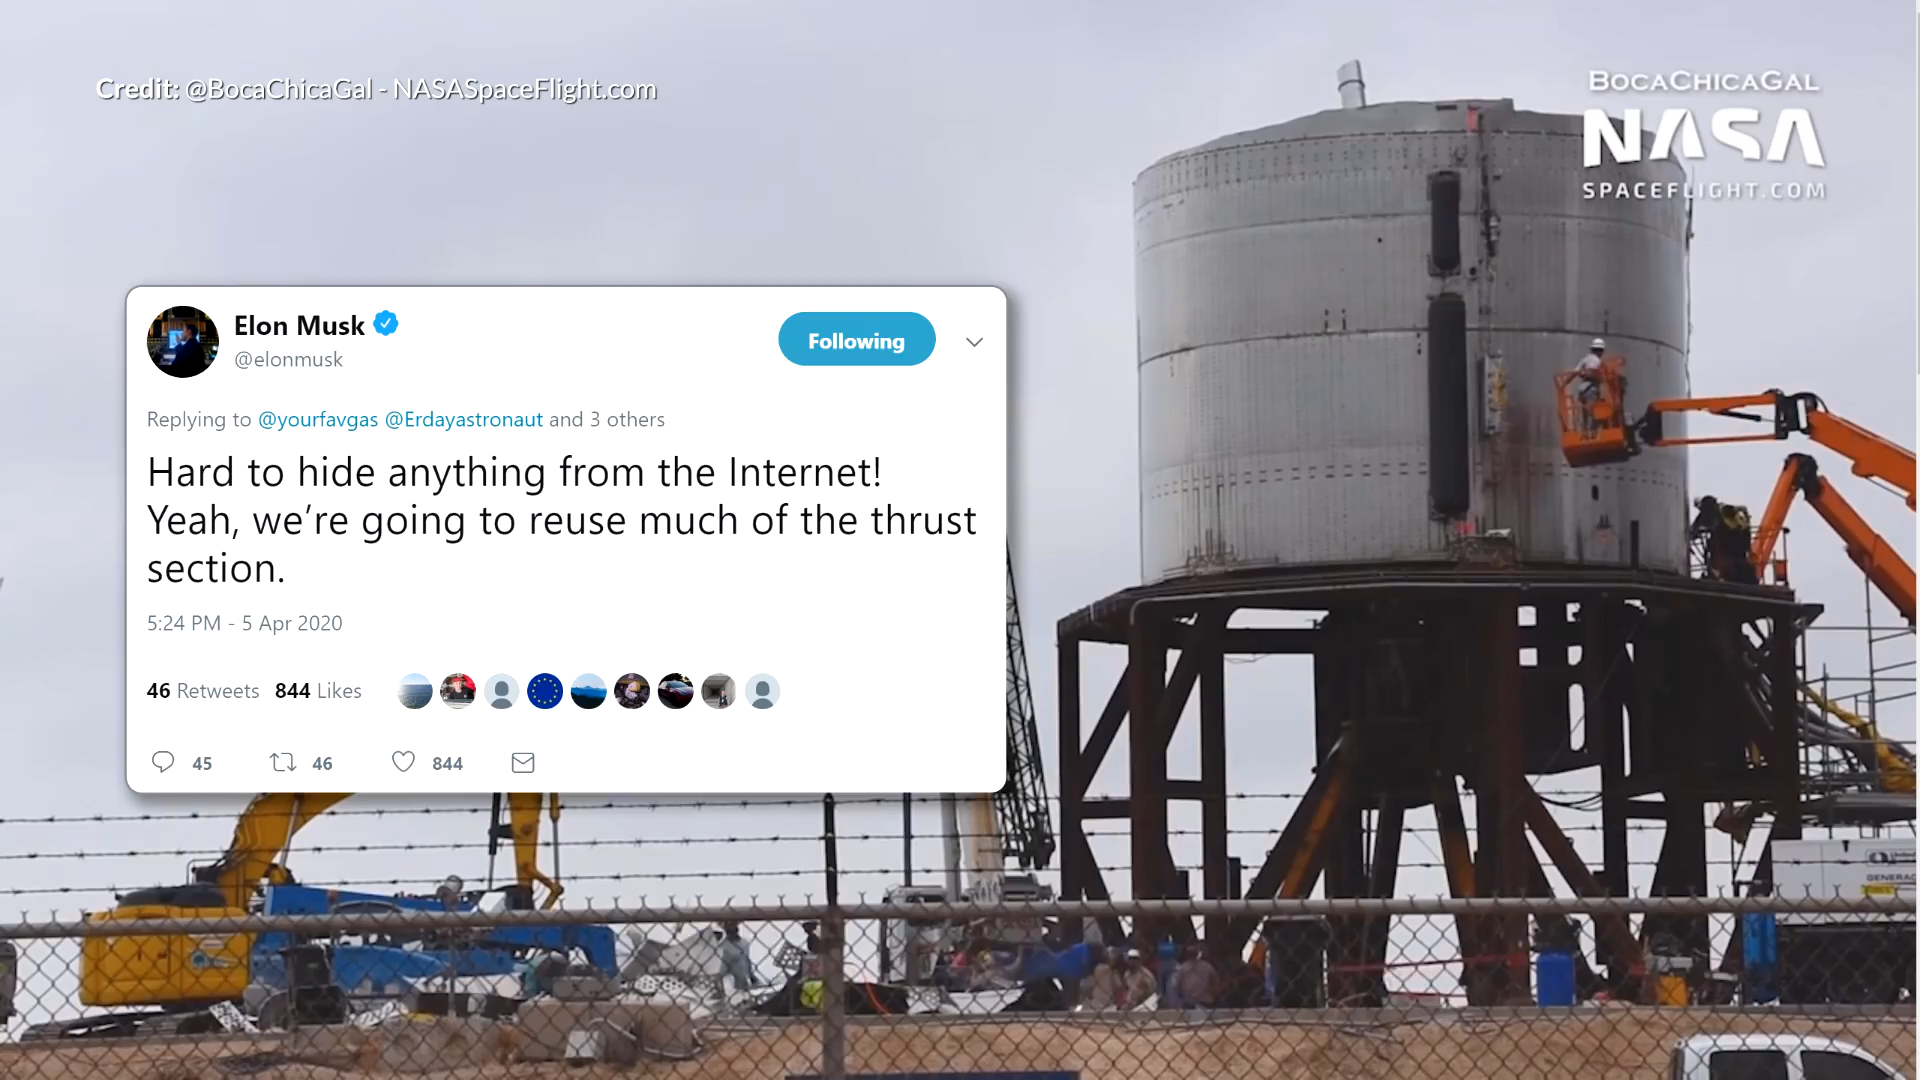 Credit: @BocaChicaGal - NASASpaceFlight.com
BOCACHICAGAL
NASA
SPACEFLIGHT.COM
Elon Musk
@elonmusk
Following
Replying to @yourfavgas @Erdayastronaut and 3 others
Hard to hide anything from the Internet!
Yeah, we’re going to reuse much of the thrust
section.
5:24 PM - 5 Apr 2020
46 Retweets 844 Likes
45 46 844
GENERAC